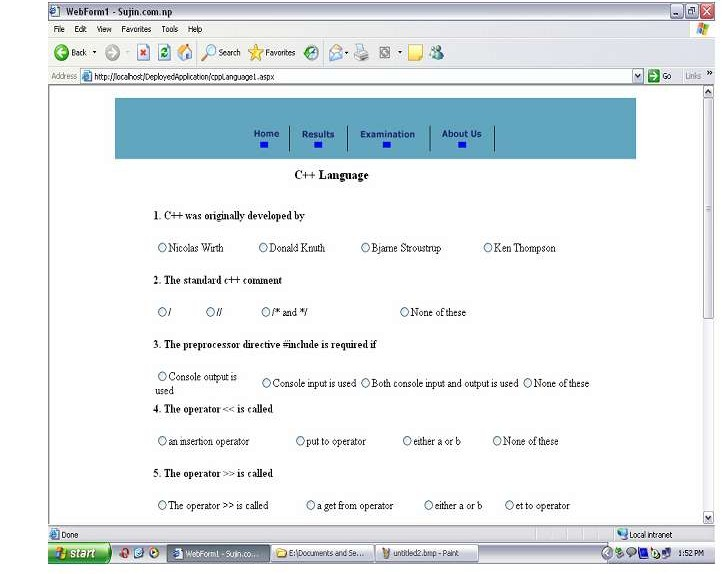 WebForm1 - Sujin.com.np
File Edit View Favorites Tools Help
Back Search Favorites
Address http://localhost/DeployedApplication/cppLanguage1.aspx Go Links »
Home Results Examination About Us
C++ Language
1. C++ was originally developed by
Nicolas Wirth Donald Knuth Bjarne Stroustrup Ken Thompson
2. The standard c++ comment
/ // /* and */ None of these
3. The preprocessor directive #include is required if
Console output is used Console input is used Both console input and output is used None of these
4. The operator << is called
an insertion operator put to operator either a or b None of these
5. The operator >> is called
The operator >> is called a get from operator either a or b et to operator
Done Local intranet
start WebForm1 - Sujin.co... E:\Documents and Se... untitled2.bmp - Paint 1:52 PM